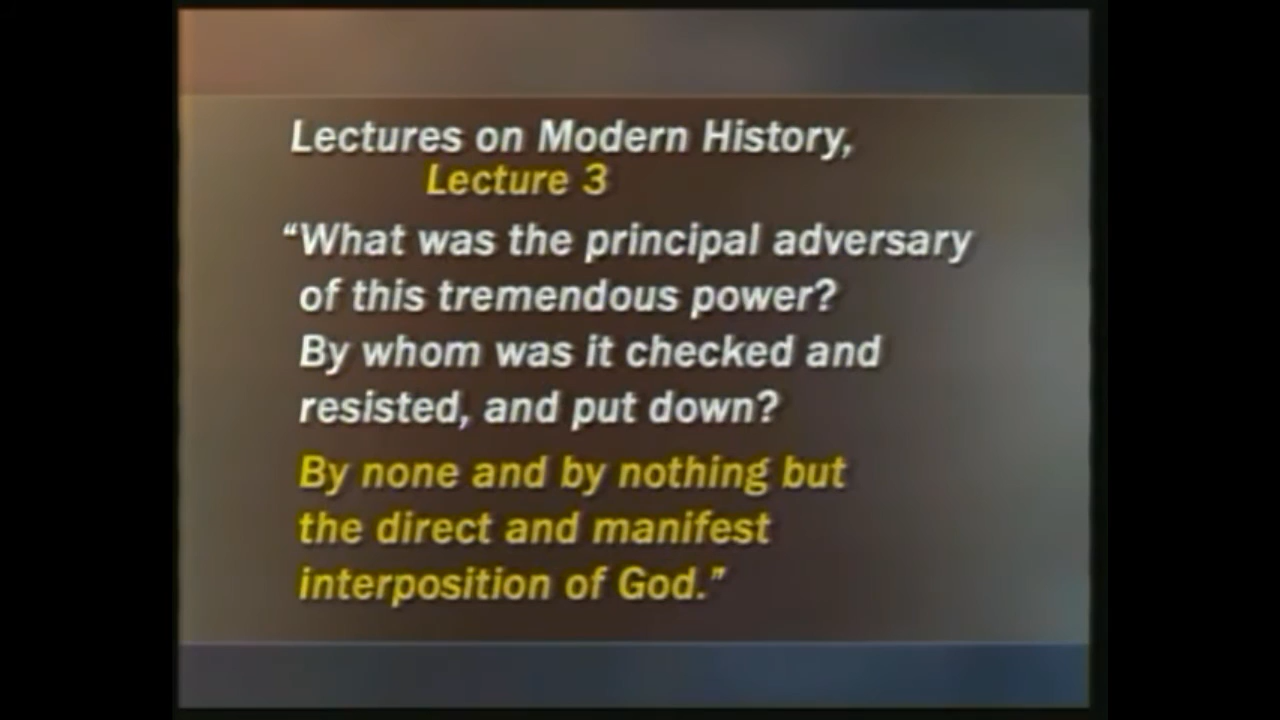 Lectures on Modern History,
Lecture 3
“What was the principal adversary
of this tremendous power?
By whom was it checked and
resisted, and put down?
By none and by nothing but
the direct and manifest
interposition of God.”